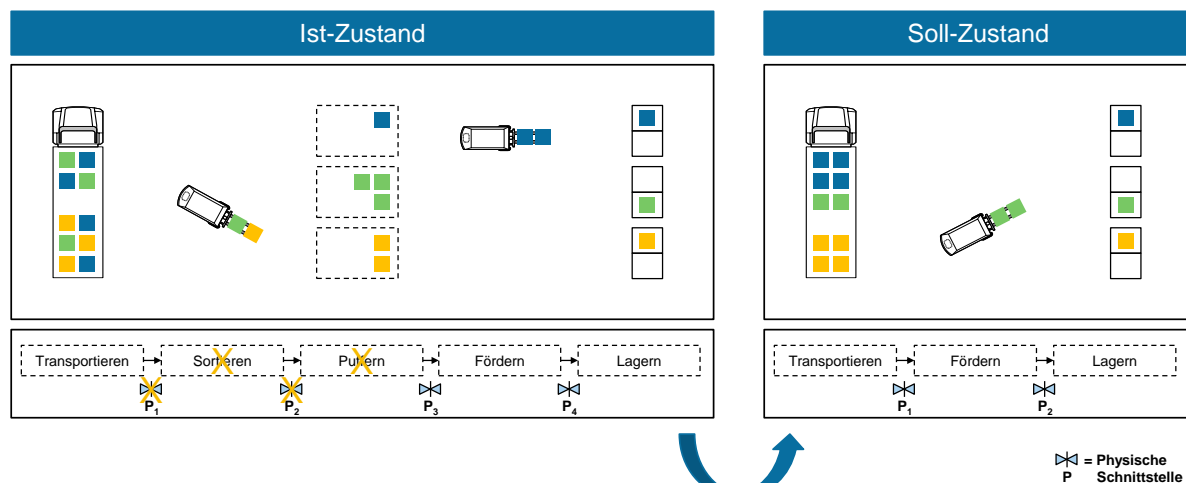 Ist-Zustand
Soll-Zustand
Transportieren
Sortieren
Puffern
Fördern
Lagern
P1
P2
P3
P4
Transportieren
Fördern
Lagern
P1
P2
= Physische
P Schnittstelle